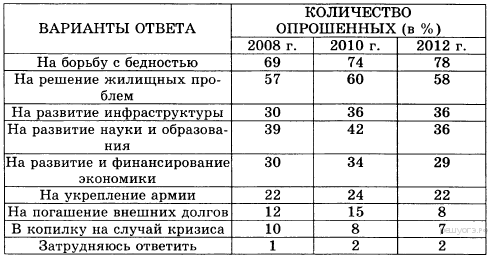 ВАРИАНТЫ ОТВЕТА
КОЛИЧЕСТВО
ОПРОШЕННЫХ (в %)
2008 г. 2010 г. 2012 г.
На борьбу с бедностью 69 74 78
На решение жилищных про-
блем 57 60 58
На развитие инфраструктуры 30 36 36
На развитие науки и образова-
ния 39 42 36
На развитие и финансирование
экономики 30 34 29
На укрепление армии 22 24 22
На погашение внешних долгов 12 15 8
В копилку на случай кризиса 10 8 7
Затрудняюсь ответить 1 2 2